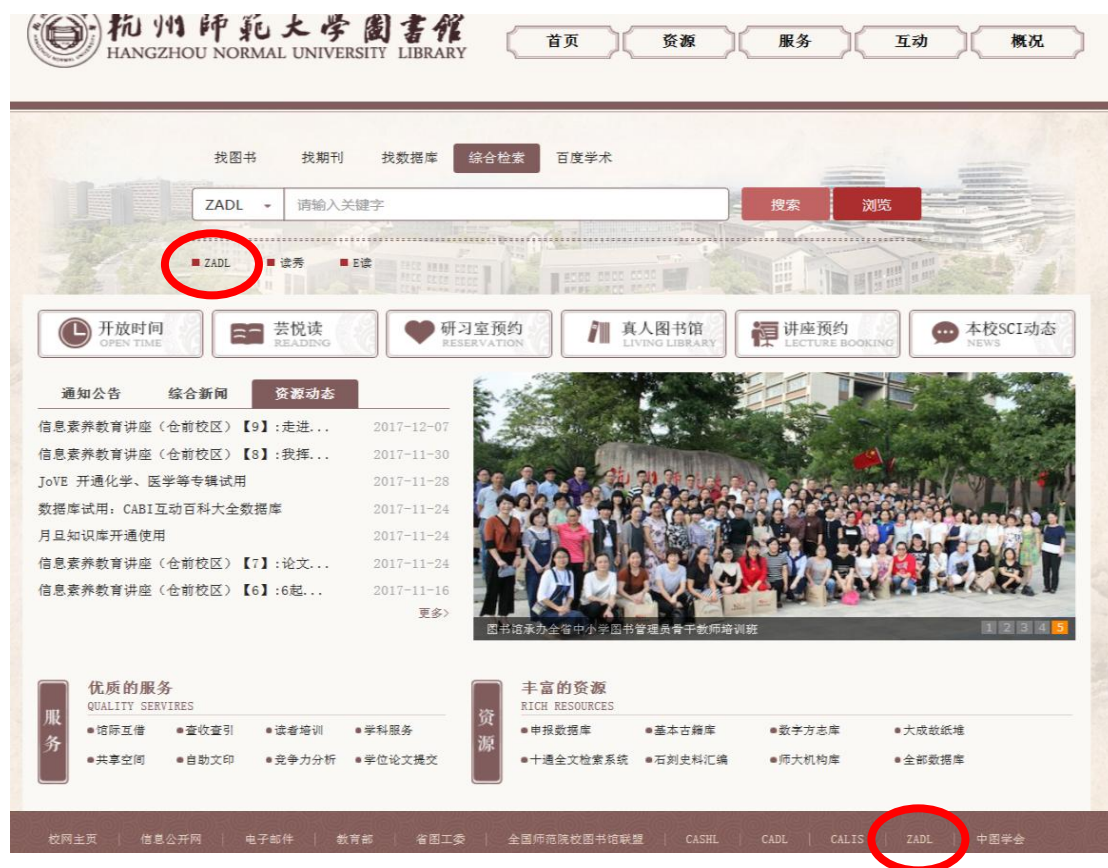 杭州師範大学圖書館
HANGZHOU NORMAL UNIVERSITY LIBRARY
首页 资源 服务 互动 概况
找图书 找期刊 找数据库 综合检索 百度学术
ZADL 请输入关键字 搜索 浏览
ZADL 读秀 E读
开放时间 芸悦读 研习室预约 真人图书馆 讲座预约 本校SCI动态
OPEN TIME READING RESERVATION LIVING LIBRARY LECTURE BOOKING NEWS
通知公告 综合新闻 资源动态
信息素养教育讲座（仓前校区）【9】:走进... 2017-12-07
信息素养教育讲座（仓前校区）【8】:我挥... 2017-11-30
JoVE 开通化学、医学等专辑试用 2017-11-28
数据库试用: CABI互动百科大全数据库 2017-11-24
月旦知识库开通使用 2017-11-24
信息素养教育讲座（仓前校区）【7】:论文... 2017-11-24
信息素养教育讲座（仓前校区）【6】:6起... 2017-11-16
更多>
图书馆承办全省中小学图书管理员骨干教师培训班 1 2 3 4 5
服务
优质的服务
QUALITY SERVIRES
馆际互借 查收查引 读者培训 学科服务
共享空间 自助文印 竞争力分析 学位论文提交
资源
丰富的资源
RICH RESOURCES
申报数据库 基本古籍库 数字方志库 大成故纸堆
十通全文检索系统 石刻史料汇编 师大机构库 全部数据库
校网主页 | 信息公开网 | 电子邮件 | 教育部 | 省图工委 | 全国师范院校图书馆联盟 | CASHL | CADL | CALIS | ZADL | 中图学会